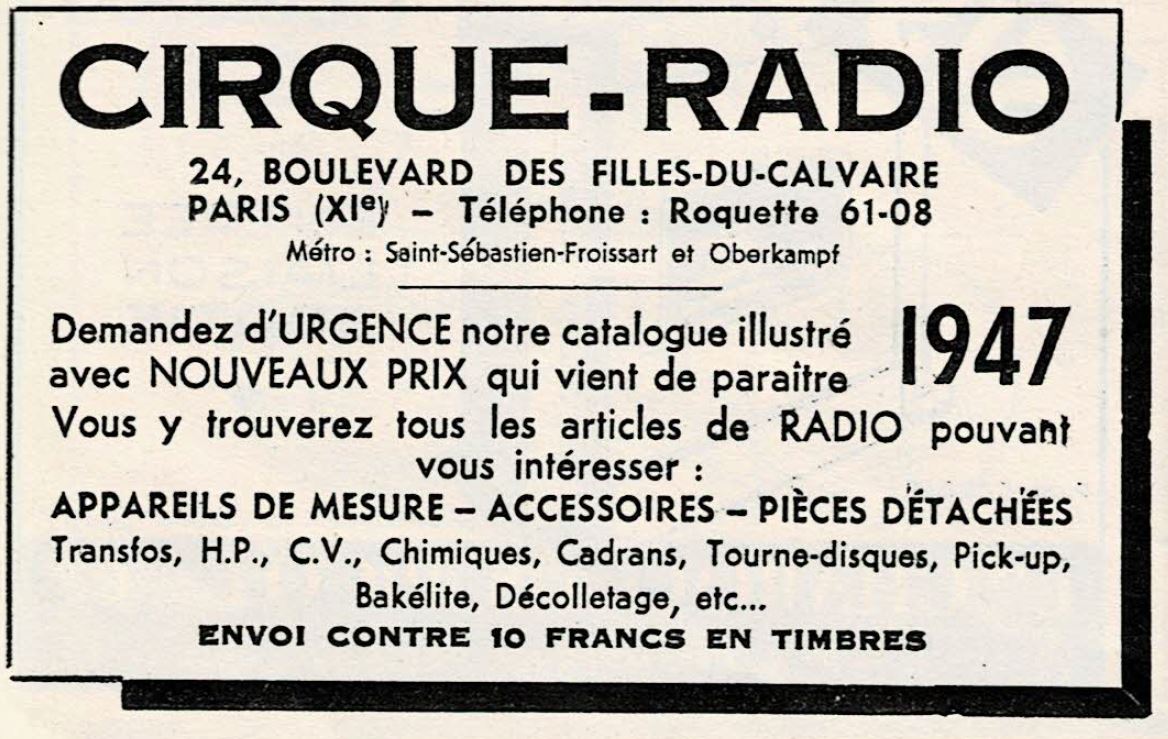 CIRQUE-RADIO
24, BOULEVARD DES FILLES-DU-CALVAIRE
PARIS (XIe) – Téléphone : Roquette 61-08
Métro : Saint-Sébastien-Froissart et Oberkampf
Demandez d'URGENCE notre catalogue illustré
avec NOUVEAUX PRIX qui vient de paraitre
1947
Vous y trouverez tous les articles de RADIO pouvant
vous intéresser :
APPAREILS DE MESURE – ACCESSOIRES – PIÈCES DÉTACHÉES
Transfos, H.P., C.V., Chimiques, Cadrans, Tourne-disques, Pick-up,
Bakélite, Décolletage, etc...
ENVOI CONTRE 10 FRANCS EN TIMBRES